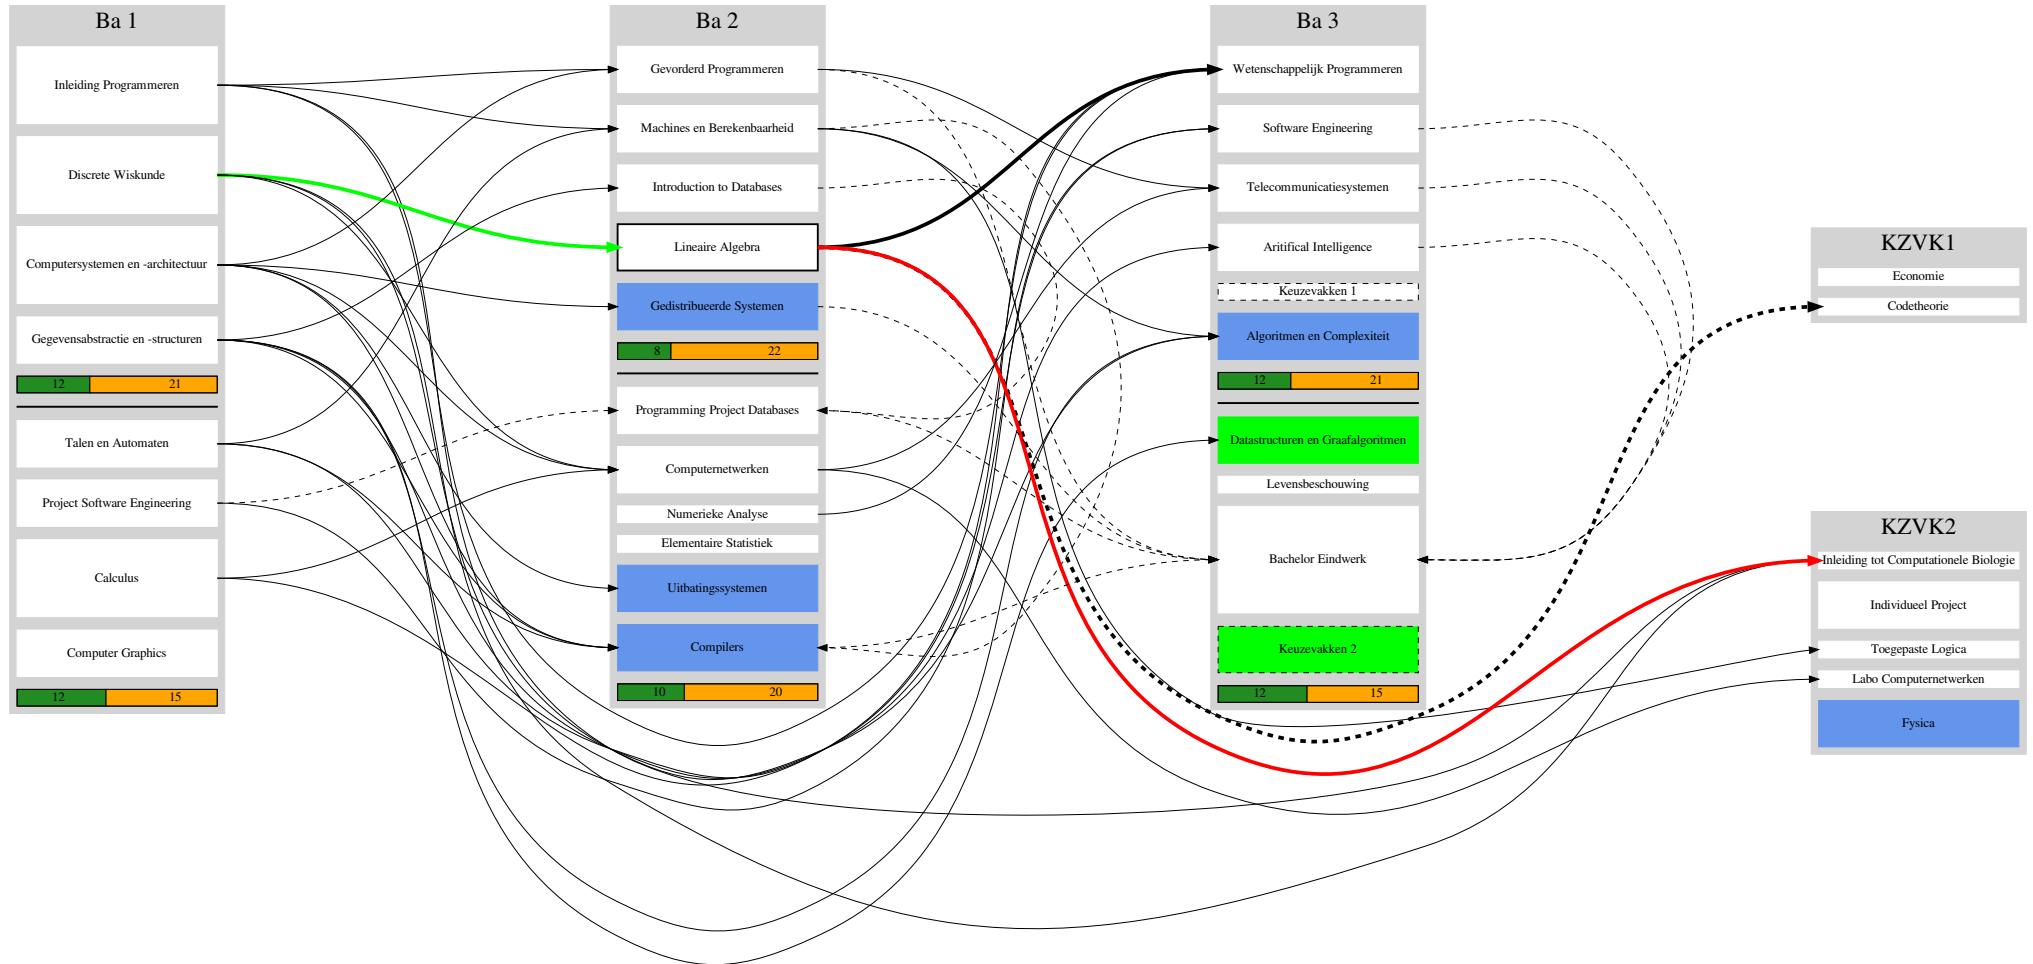 Ba 1
Inleiding Programmeren
Discrete Wiskunde
Computersystemen en -architectuur
Gegevensabstractie en -structuren
12 21
Talen en Automaten
Project Software Engineering
Calculus
Computer Graphics
12 15
Ba 2
Gevorderd Programmeren
Machines en Berekenbaarheid
Introduction to Databases
Lineaire Algebra
Gedistribueerde Systemen
8 22
Programming Project Databases
Computernetwerken
Numerieke Analyse
Elementaire Statistiek
Uitbatingssystemen
Compilers
10 20
Ba 3
Wetenschappelijk Programmeren
Software Engineering
Telecommunicatiesystemen
Aritifical Intelligence
Keuzevakken 1
Algoritmen en Complexiteit
12 21
Datastructuren en Graafalgoritmen
Levensbeschouwing
Bachelor Eindwerk
Keuzevakken 2
12 15
KZVK1
Economie
Codetheorie
KZVK2
Inleiding tot Computationele Biologie
Individueel Project
Toegepaste Logica
Labo Computernetwerken
Fysica